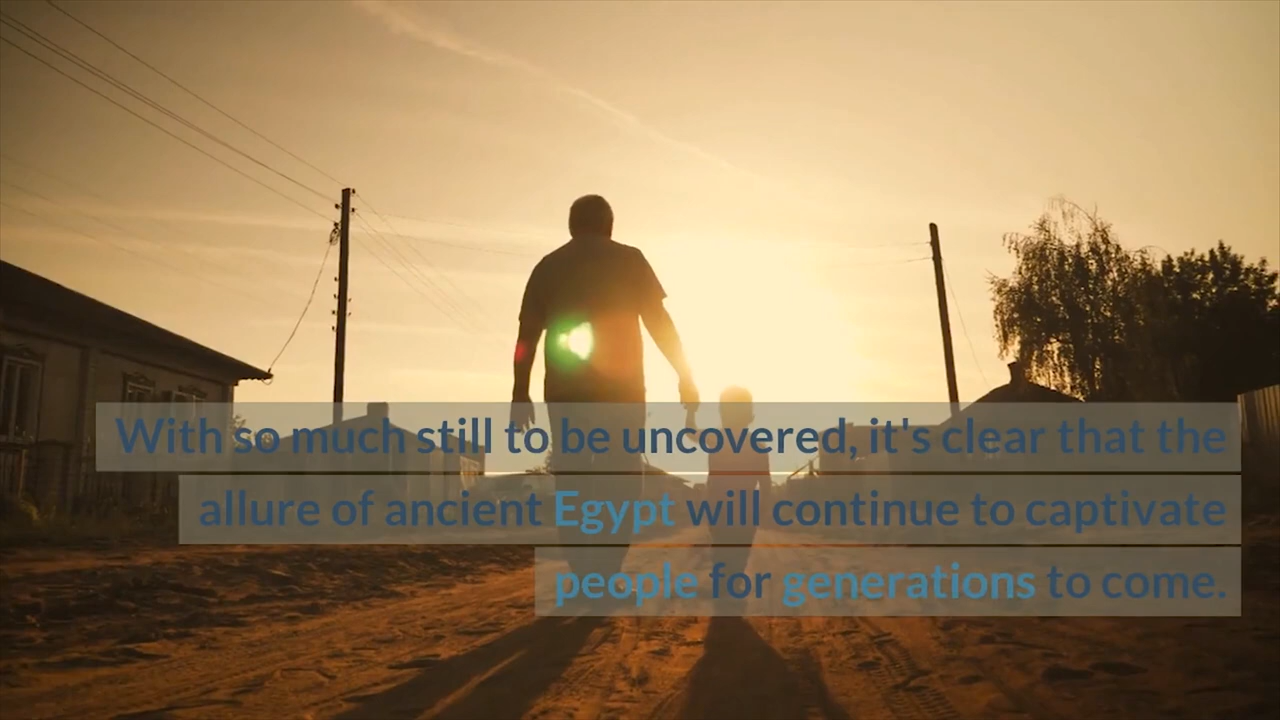 With so much still to be uncovered, it's clear that the
allure of ancient Egypt will continue to captivate
people for generations to come.